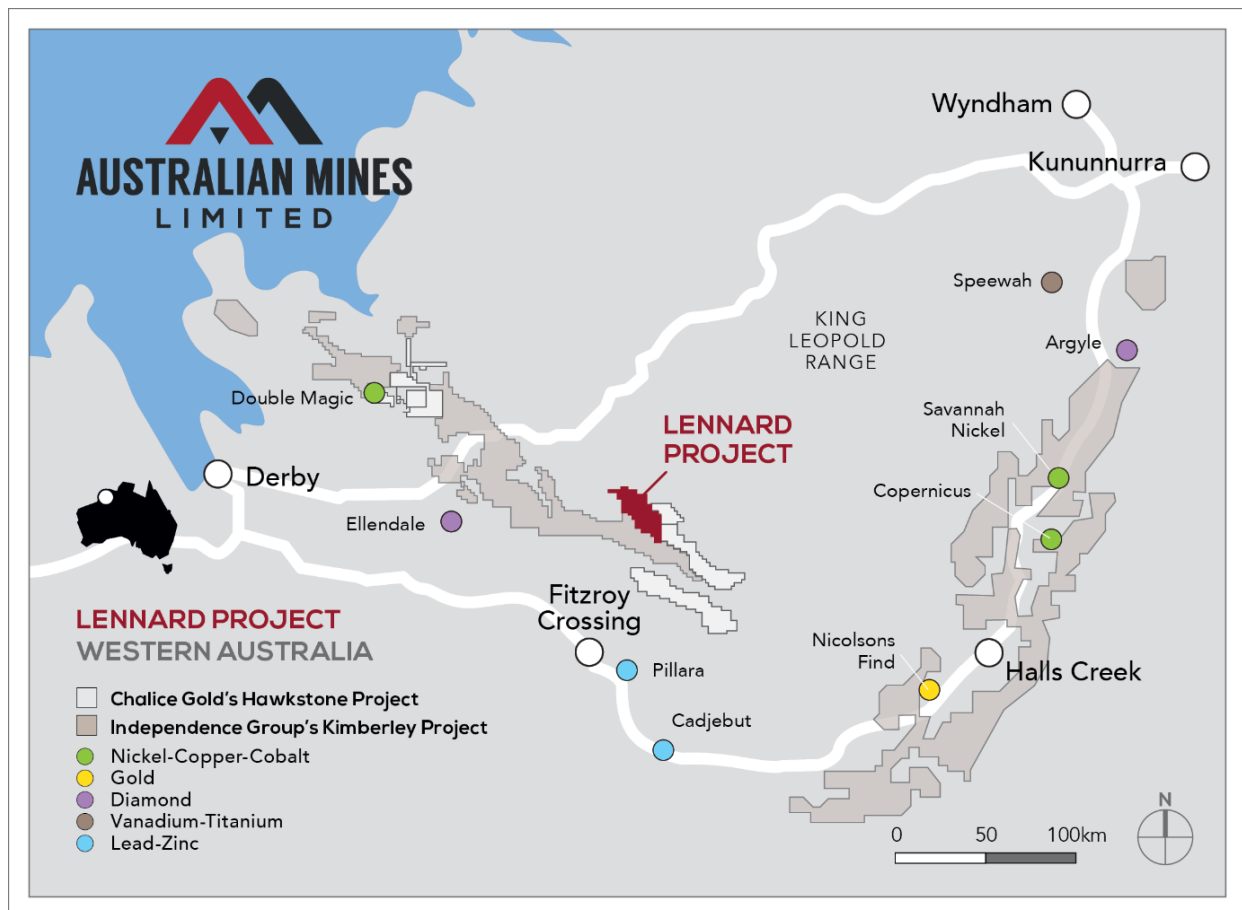 AUSTRALIAN MINES
LIMITED
Wyndham
Kununnurra
Speewah
KING
LEOPOLD
RANGE
Argyle
Double Magic
Savannah
Nickel
LENNARD
PROJECT
Derby
Copernicus
Ellendale
Fitzroy
Crossing
LENNARD PROJECT
WESTERN AUSTRALIA
Nicolsons
Find
Halls Creek
Pillara
Cadjebut
Chalice Gold's Hawkstone Project
Independence Group's Kimberley Project
Nickel-Copper-Cobalt
Gold
Diamond
Vanadium-Titanium
Lead-Zinc
N
0 50 100km